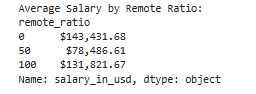 Average Salary by Remote Ratio:
remote_ratio
0      $143,431.68
50      $78,486.61
100    $131,821.67
Name: salary_in_usd, dtype: object